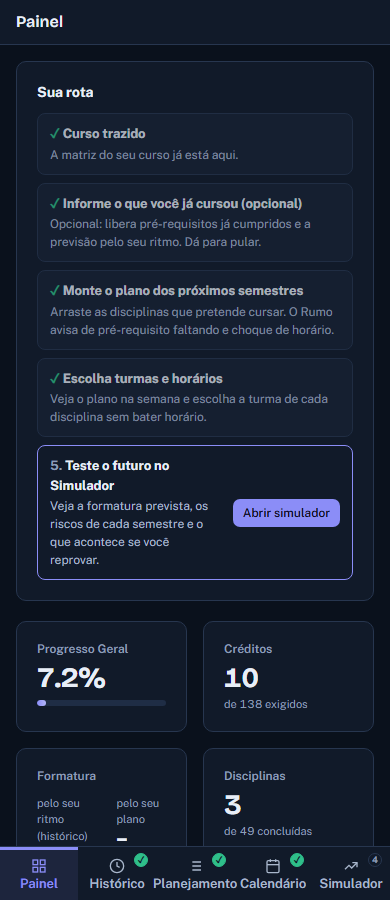 Painel
Sua rota
✓ Curso trazido
A matriz do seu curso já está aqui.
✓ Informe o que você já cursou (opcional)
Opcional: libera pré-requisitos já cumpridos e a
previsão pelo seu ritmo. Dá para pular.
✓ Monte o plano dos próximos semestres
Arraste as disciplinas que pretende cursar. O Rumo
avisa de pré-requisito faltando e choque de horário.
✓ Escolha turmas e horários
Veja o plano na semana e escolha a turma de cada
disciplina sem bater horário.
5. Teste o futuro no
Simulador
Veja a formatura prevista, os
riscos de cada semestre e o
que acontece se você
reprovar.
Abrir simulador
Progresso Geral
7.2%
Créditos
10
de 138 exigidos
Formatura
pelo seu
ritmo
(histórico)
pelo seu
plano
–
Disciplinas
3
de 49 concluídas
Painel
✓
Histórico
✓
Planejamento
✓
Calendário
4
Simulador